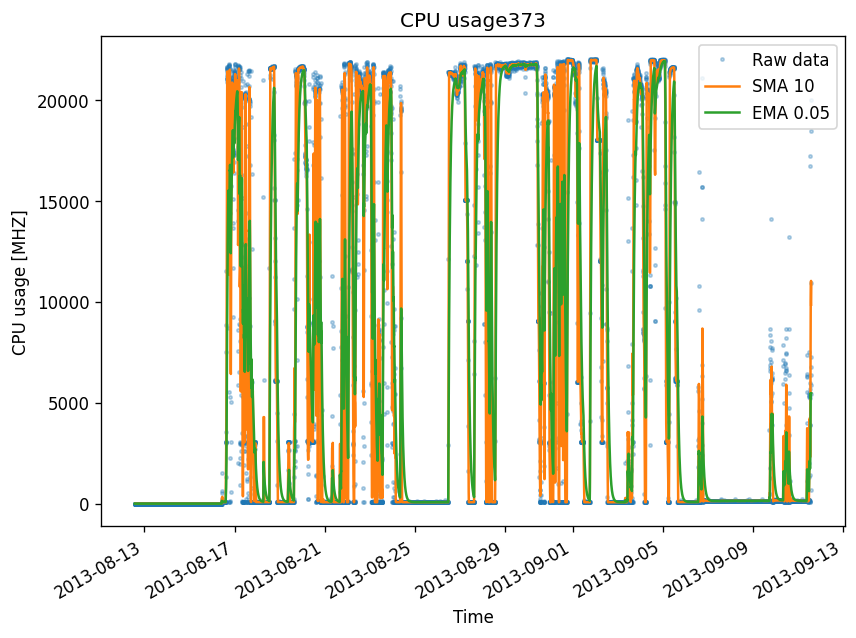 CPU usage373
Raw data
SMA 10
EMA 0.05
CPU usage [MHZ]
20000
15000
10000
5000
0
2013-08-13
2013-08-17
2013-08-21
2013-08-25
2013-08-29
2013-09-01
2013-09-05
2013-09-09
2013-09-13
Time